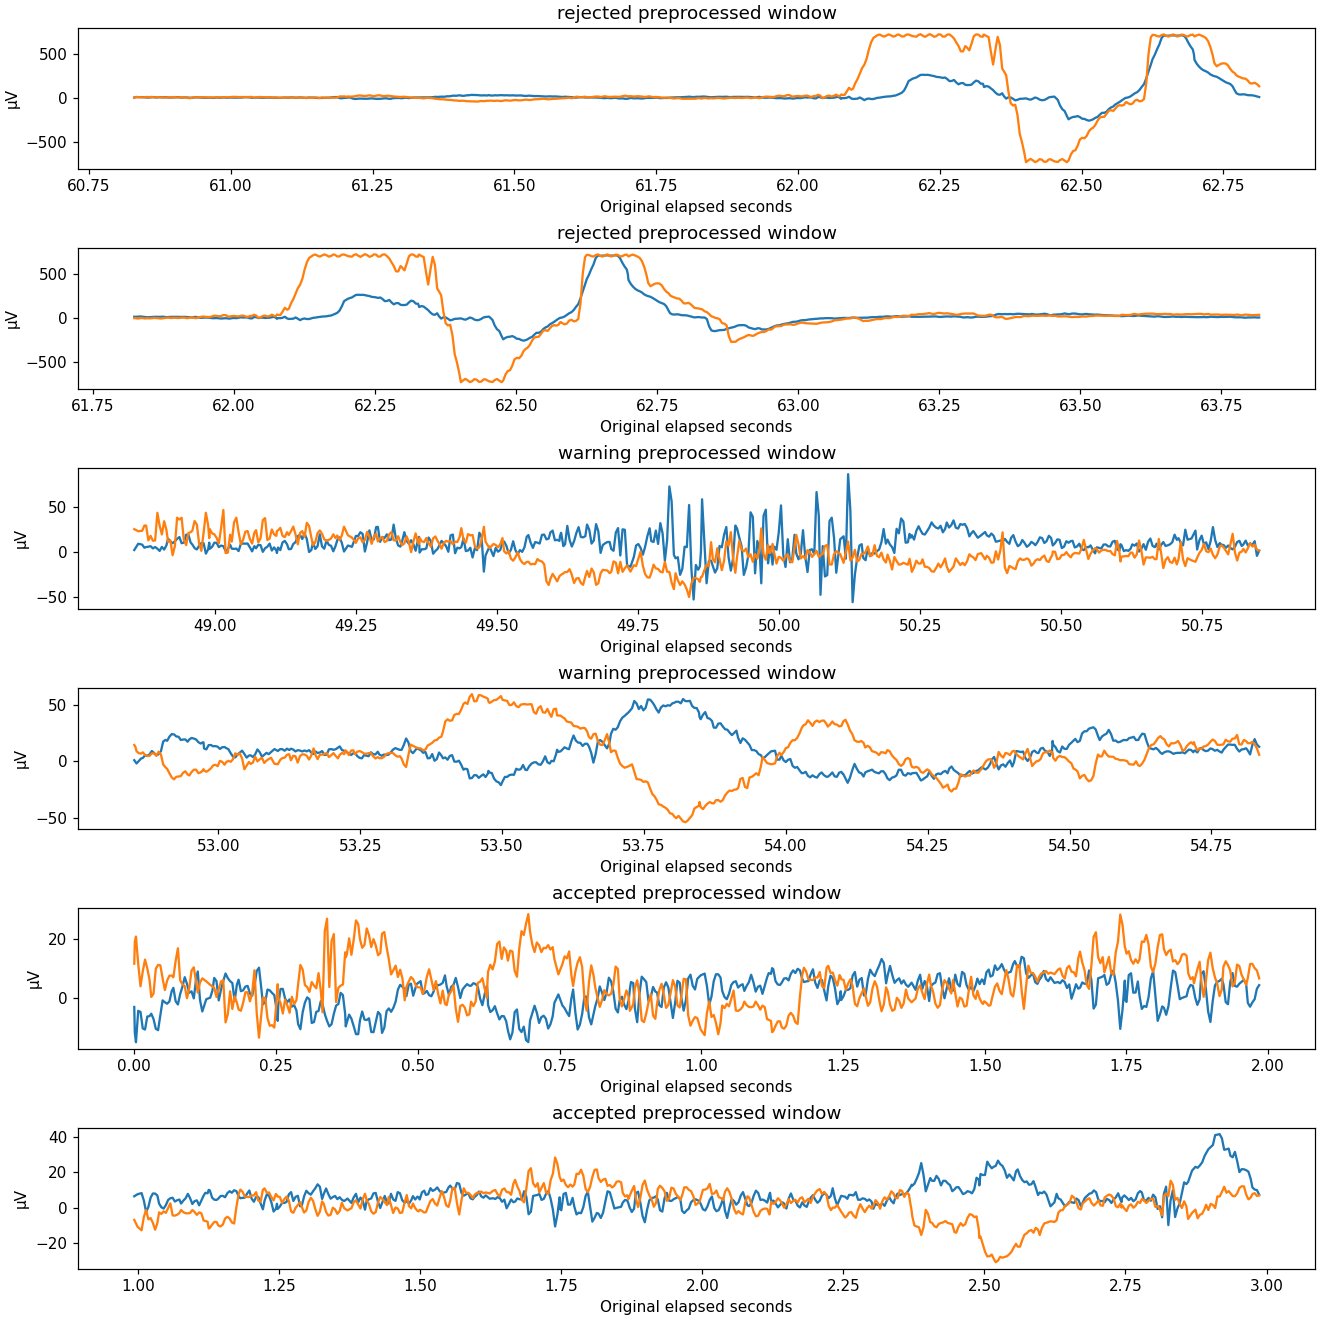 rejected preprocessed window
500
0
−500
µV
60.75 61.00 61.25 61.50 61.75 62.00 62.25 62.50 62.75
Original elapsed seconds
rejected preprocessed window
500
0
−500
µV
61.75 62.00 62.25 62.50 62.75 63.00 63.25 63.50 63.75
Original elapsed seconds
warning preprocessed window
50
0
−50
µV
49.00 49.25 49.50 49.75 50.00 50.25 50.50 50.75
Original elapsed seconds
warning preprocessed window
50
0
−50
µV
53.00 53.25 53.50 53.75 54.00 54.25 54.50 54.75
Original elapsed seconds
accepted preprocessed window
20
0
µV
0.00 0.25 0.50 0.75 1.00 1.25 1.50 1.75 2.00
Original elapsed seconds
accepted preprocessed window
40
20
0
−20
µV
1.00 1.25 1.50 1.75 2.00 2.25 2.50 2.75 3.00
Original elapsed seconds